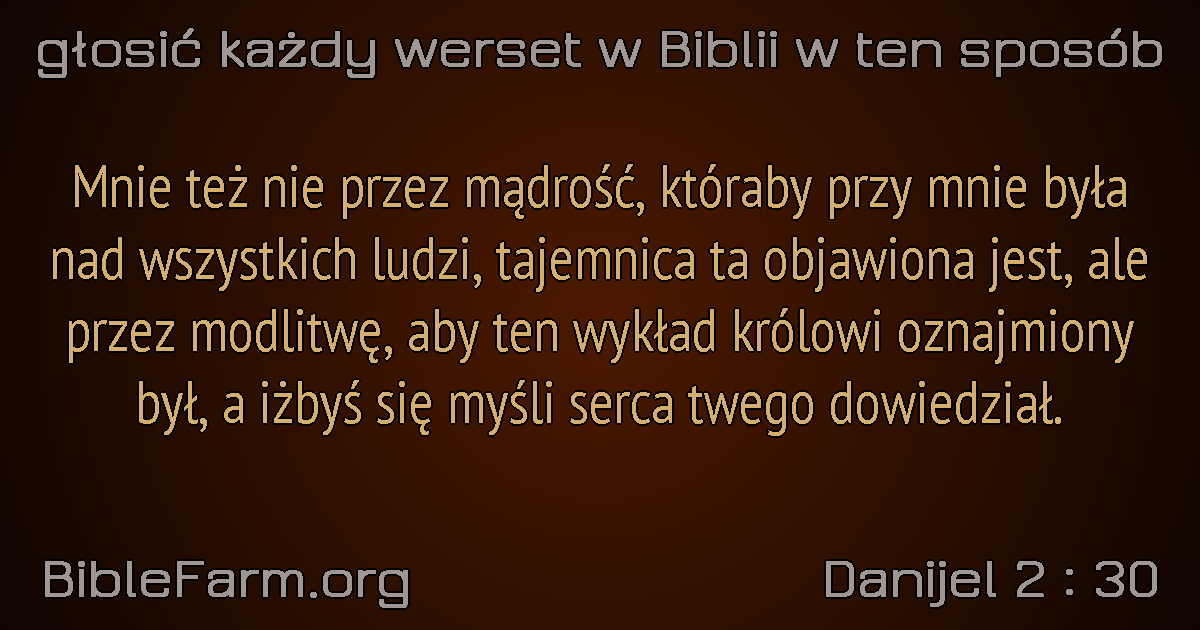 głosić każdy werset w Biblii w ten sposób
Mnie też nie przez mądrość, któraby przy mnie była
nad wszystkich ludzi, tajemnica ta objawiona jest, ale
przez modlitwę, aby ten wykład królowi oznajmiony
był, a iżbyś się myśli serca twego dowiedział.
BibleFarm.org
Danijel 2 : 30